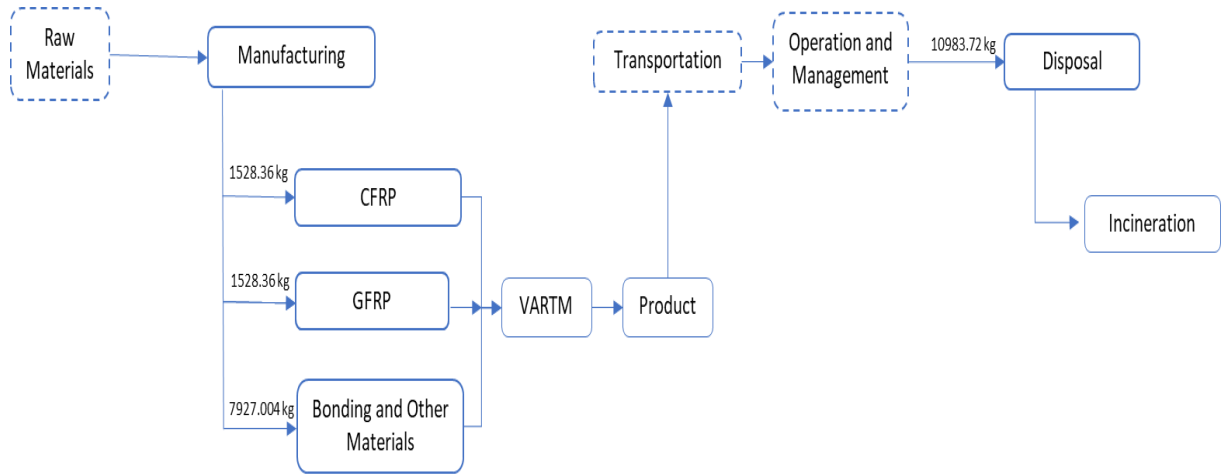 Raw
Materials
Manufacturing
Transportation
Operation and
Management
10983.72 kg
Disposal
1528.36 kg
CFRP
Incineration
1528.36 kg
GFRP
VARTM
Product
7927.004 kg
Bonding and Other
Materials